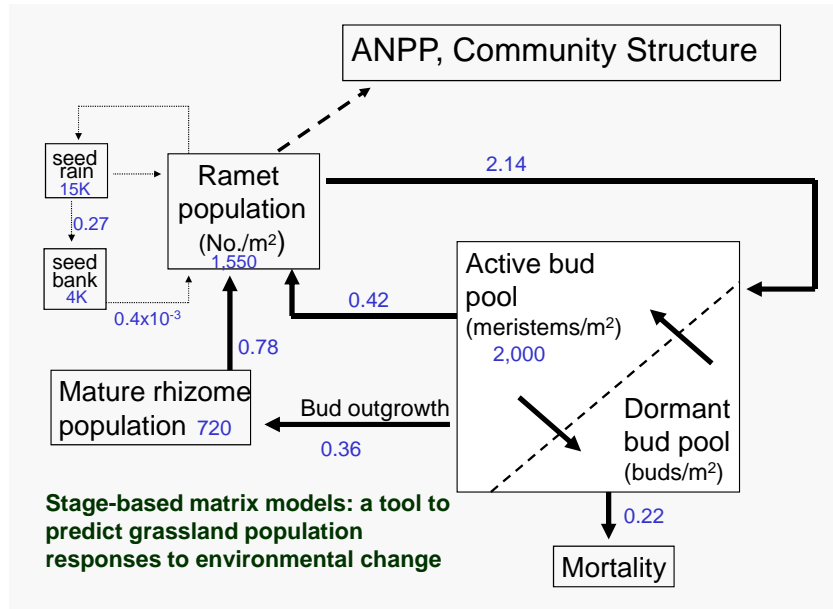 ANPP, Community Structure
seed
rain
15K
0.27
seed
bank
4K
0.4x10⁻³
Ramet
population
(No./m²)
1,550
2.14
0.42
0.78
Active bud
pool
(meristems/m²)
2,000
Dormant
bud pool
(buds/m²)
Mature rhizome
population 720
Bud outgrowth
0.36
0.22
Mortality
Stage-based matrix models: a tool to
predict grassland population
responses to environmental change